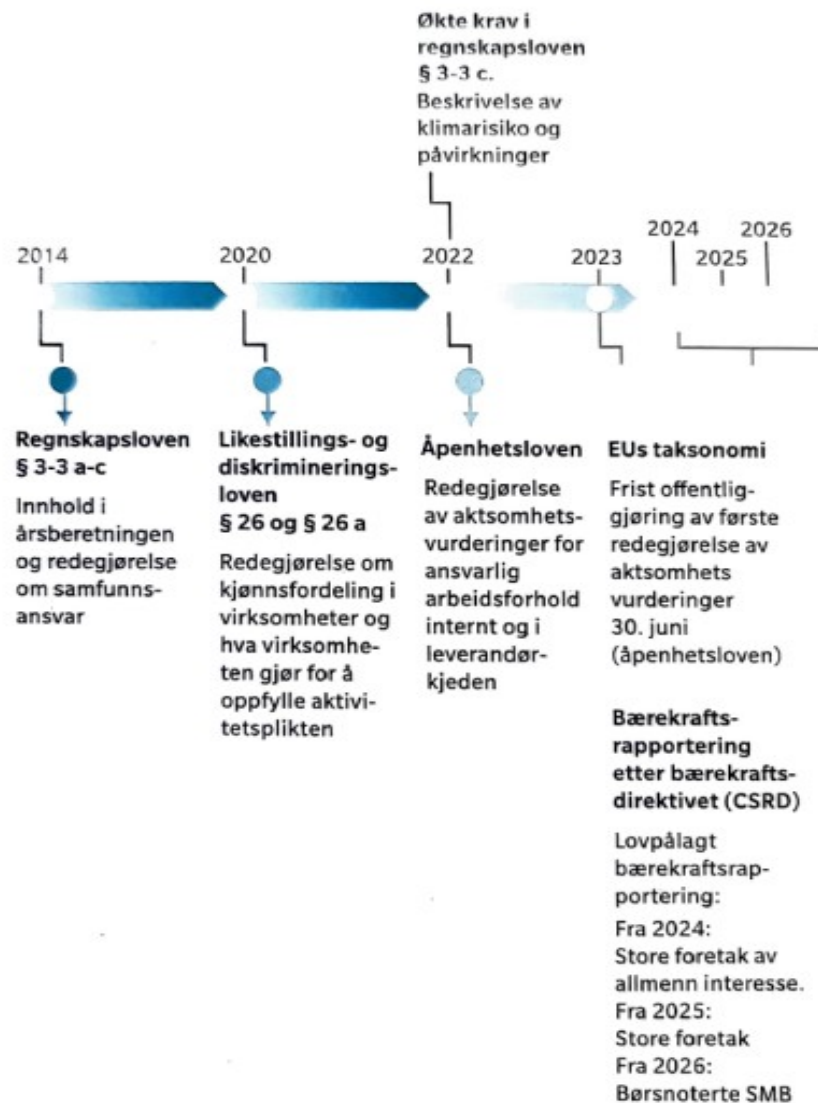 Økte krav i
regnskapsloven
§ 3-3 c.
Beskrivelse av
klimarisiko og
påvirkninger
2014
2020
2022
2023
2024
2025
2026
Regnskapsloven
§ 3-3 a-c
Innhold i
årsberetningen
og redegjørelse
om samfunns-
ansvar
Likestillings- og
diskriminerings-
loven
§ 26 og § 26 a
Redegjørelse om
kjønnsfordeling i
virksomheter og
hva virksomhe-
ten gjør for å
oppfylle aktivi-
tetsplikten
Åpenhetsloven
Redegjørelse
av aktsomhets-
vurderinger for
ansvarlig
arbeidsforhold
internt og i
leverandør-
kjeden
EUs taksonomi
Frist offentlig-
gjøring av første
redegjørelse av
aktsomhets
vurderinger
30. juni
(åpenhetsloven)
Bærekrafts-
rapportering
etter bærekrafts-
direktivet (CSRD)
Lovpålagt
bærekraftsrap-
portering:
Fra 2024:
Store foretak av
allmenn interesse.
Fra 2025:
Store foretak
Fra 2026:
Børsnoterte SMB